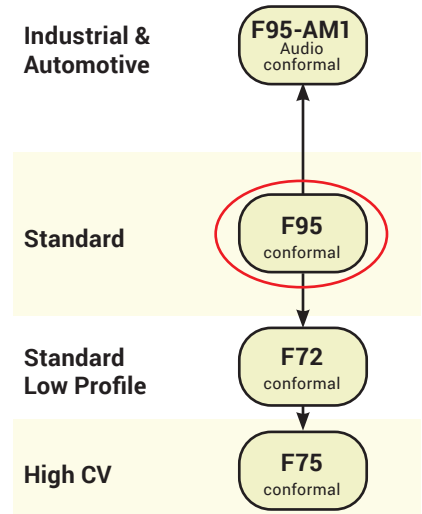 Industrial &
Automotive
F95-AM1
Audio
conformal
Standard
F95
conformal
Standard
Low Profile
F72
conformal
High CV
F75
conformal